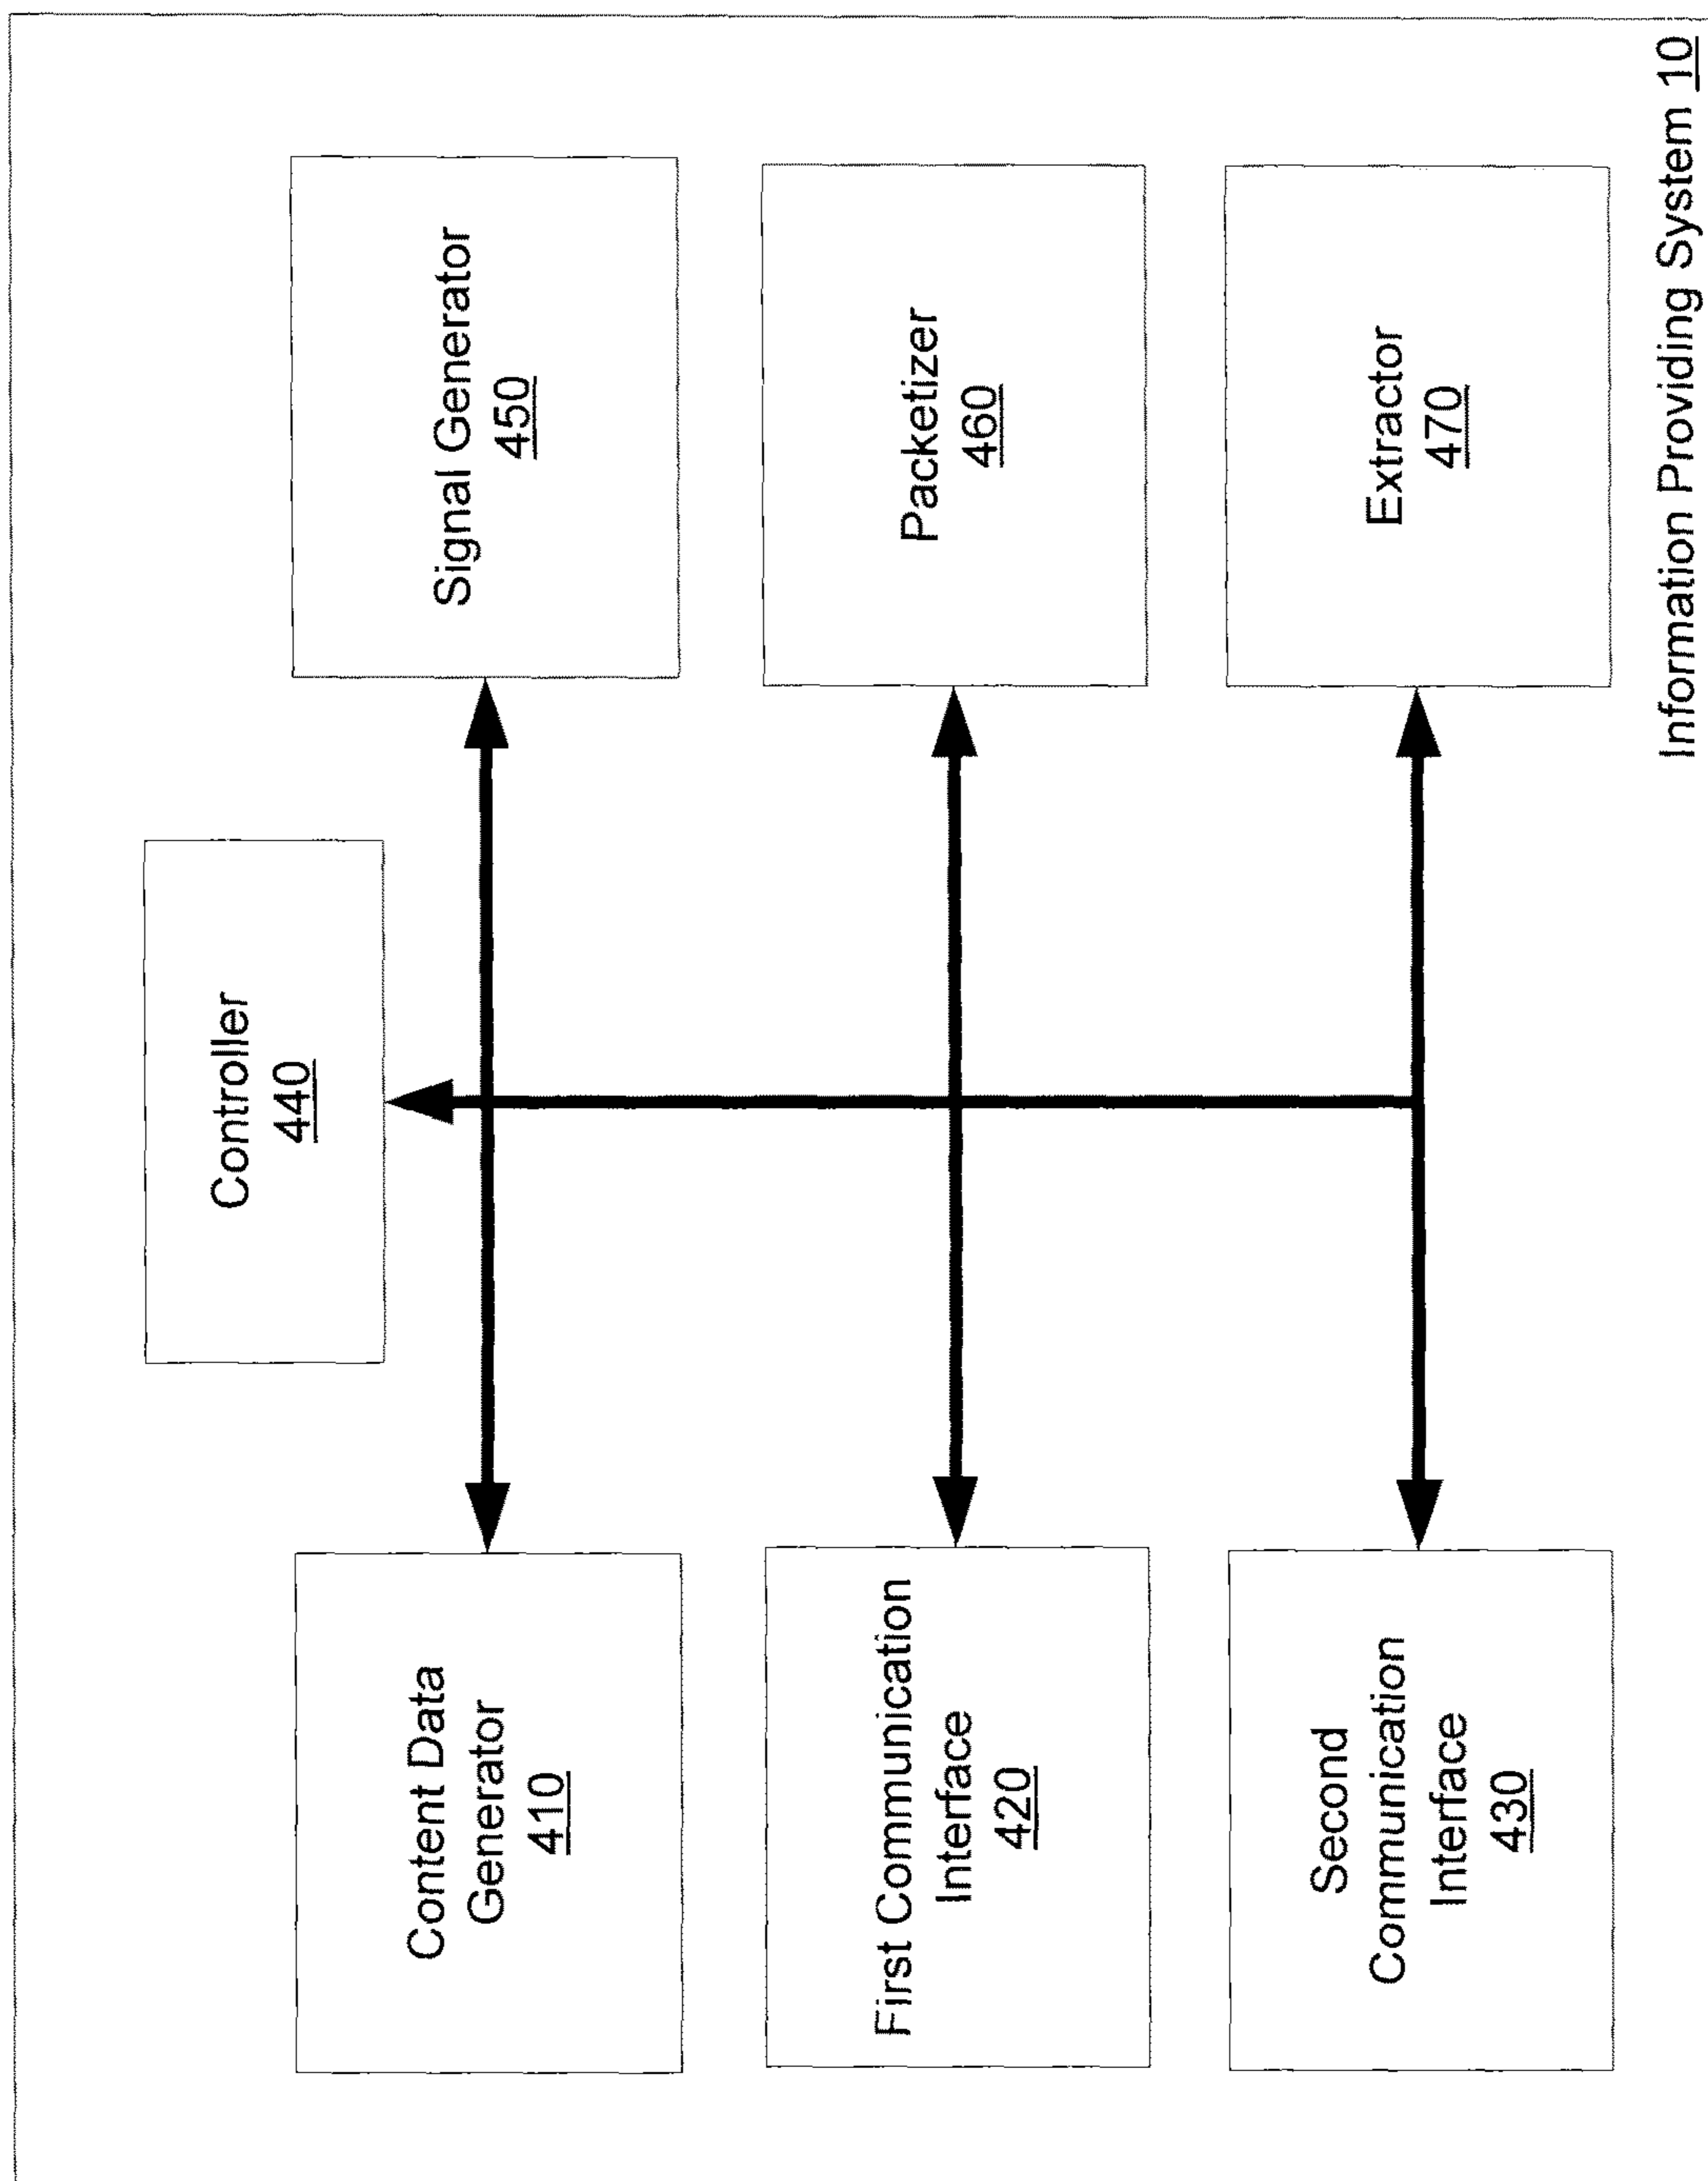 Controller
440
Content Data
Generator
410
Signal Generator
450
First Communication
Interface
420
Packetizer
460
Second
Communication
Interface
430
Extractor
470
Information Providing System 10